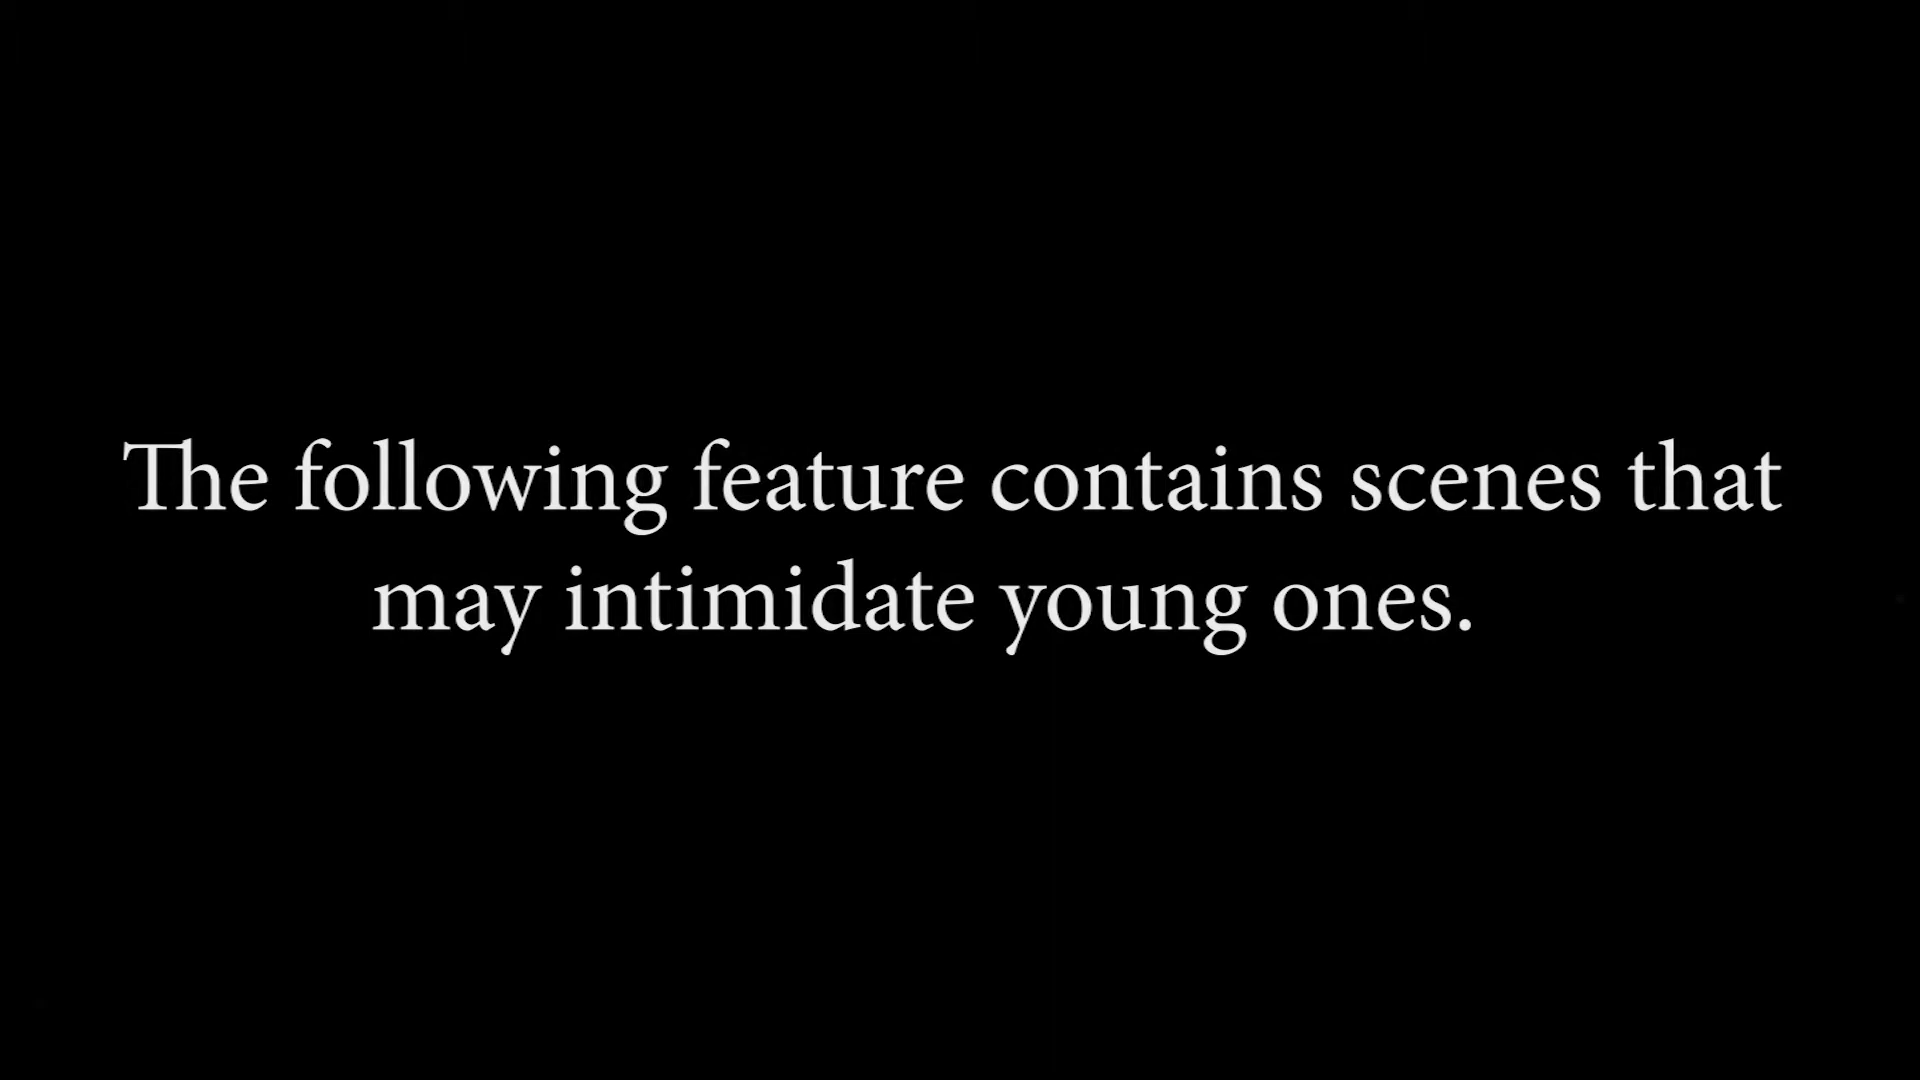 The following feature contains scenes that
may intimidate young ones.